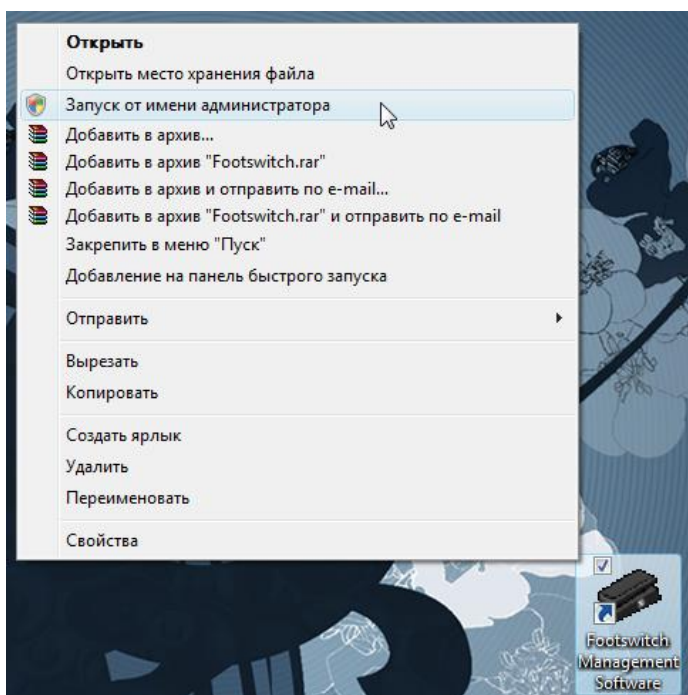 Открыть
Открыть место хранения файла
Запуск от имени администратора
Добавить в архив...
Добавить в архив "Footswitch.rar"
Добавить в архив и отправить по e-mail...
Добавить в архив "Footswitch.rar" и отправить по e-mail
Закрепить в меню "Пуск"
Добавление на панель быстрого запуска
Отправить
Вырезать
Копировать
Создать ярлык
Удалить
Переименовать
Свойства
Footswitch
Management
Software